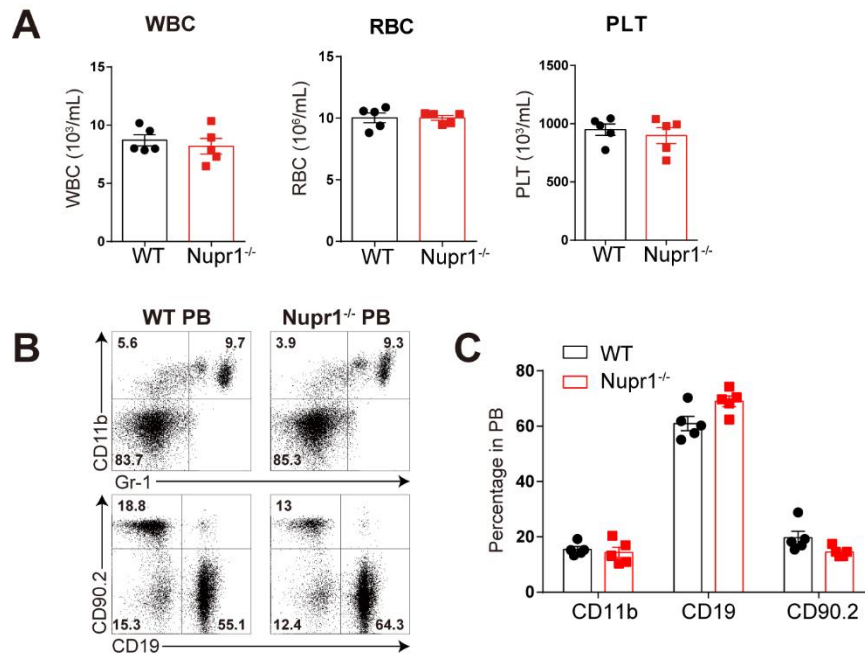 A
WBC
WBC (10³/mL)
15
10
5
0
WT
Nupr1⁻/⁻
RBC
RBC (10⁶/mL)
15
10
5
0
WT
Nupr1⁻/⁻
PLT
PLT (10³/mL)
1500
1000
500
0
WT
Nupr1⁻/⁻
B
WT PB
Nupr1⁻/⁻ PB
5.6
9.7
83.7
3.9
9.3
85.3
CD11b
Gr-1
18.8
15.3
55.1
13
12.4
64.3
CD90.2
CD19
C
WT
Nupr1⁻/⁻
Percentage in PB
80
60
40
20
0
CD11b
CD19
CD90.2